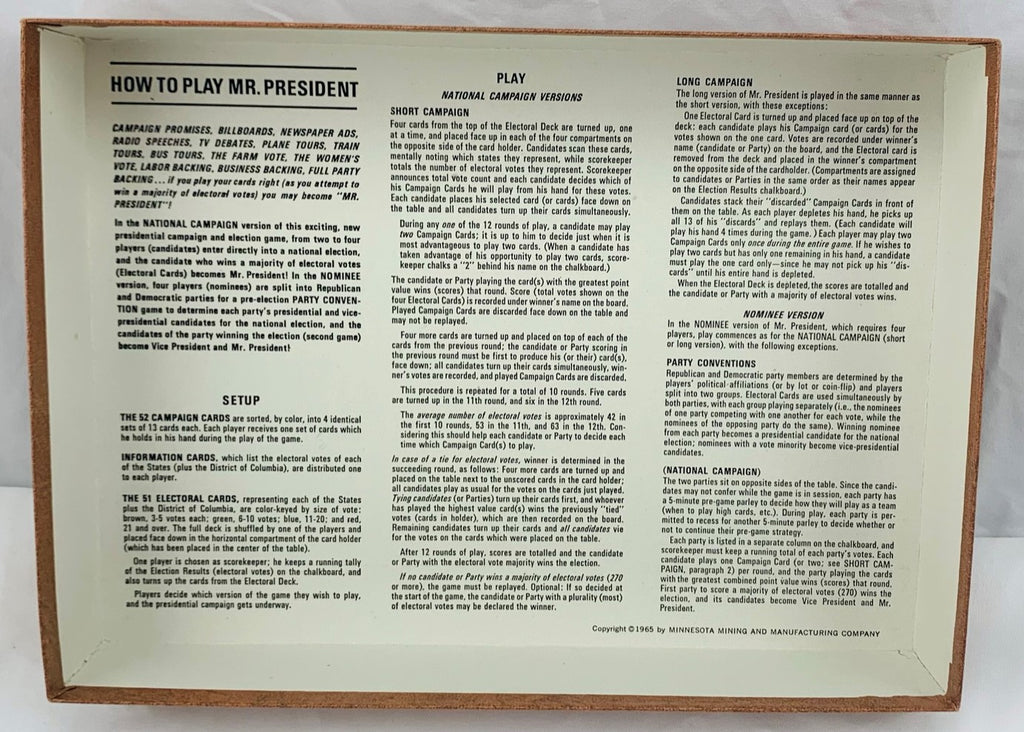 HOW TO PLAY MR. PRESIDENT
CAMPAIGN PROMISES, BILLBOARDS, NEWSPAPER ADS,
RADIO SPEECHES, TV DEBATES, PLANE TOURS, TRAIN
TOURS, BUS TOURS, THE FARM VOTE, THE WOMEN'S
VOTE, LABOR BACKING, BUSINESS BACKING, FULL PARTY
BACKING... if you play your cards right (as you attempt to
win a majority of electoral votes) you may become "MR.
PRESIDENT"!
In the NATIONAL CAMPAIGN version of this exciting, new
presidential campaign and election game, from two to four
players (candidates) enter directly into a national election,
and the candidate who wins a majority of electoral votes
(Electoral Cards) becomes Mr. President! In the NOMINEE
version, four players (nominees) are split into Republican
and Democratic parties for a pre-election PARTY CONVEN-
TION game to determine each party's presidential and vice-
presidential candidates for the national election, and the
candidates of the party winning the election (second game)
become Vice President and Mr. President!
SETUP
THE 52 CAMPAIGN CARDS are sorted, by color, into 4 identical
sets of 13 cards each. Each player receives one set of cards which
he holds in his hand during the play of the game.
INFORMATION CARDS, which list the electoral votes of each
of the States (plus the District of Columbia), are distributed one
to each player.
THE 51 ELECTORAL CARDS, representing each of the States
plus the District of Columbia, are color-keyed by size of vote:
brown, 3-5 votes each; green, 6-10 votes; blue, 11-20; and red,
21 and over. The full deck is shuffled by one of the players and
placed face down in the horizontal compartment of the card holder
(which has been placed in the center of the table).
One player is chosen as scorekeeper; he keeps a running tally
of the Election Results (electoral votes) on the chalkboard, and
also turns up the cards from the Electoral Deck.
Players decide which version of the game they wish to play,
and the presidential campaign gets underway.
PLAY
NATIONAL CAMPAIGN VERSIONS
SHORT CAMPAIGN
Four cards from the top of the Electoral Deck are turned up, one
at a time, and placed face up in each of the four compartments on
the opposite side of the card holder. Candidates scan these cards,
mentally noting which states they represent, while scorekeeper
totals the number of electoral votes they represent. Scorekeeper
announces total vote count and each candidate decides which of
his Campaign Cards he will play from his hand for these votes.
Each candidate places his selected card (or cards) face down on
the table and all candidates turn up their cards simultaneously.
During any one of the 12 rounds of play, a candidate may play
two Campaign Cards; it is up to him to decide just when it is
most advantageous to play two cards. (When a candidate has
taken advantage of his opportunity to play two cards, score-
keeper chalks a "2" behind his name on the chalkboard.)
The candidate or Party playing the card(s) with the greatest point
value wins (scores) that round. Score (total votes shown on the
four Electoral Cards) is recorded under winner's name on the board.
Played Campaign Cards are discarded face down on the table and
may not be replayed.
Four more cards are turned up and placed on top of each of the
cards from the previous round; the candidate or Party scoring in
the previous round must be first to produce his (or their) card(s),
face down; all candidates turn up their cards simultaneously, win-
ner's votes are recorded, and played Campaign Cards are discarded.
This procedure is repeated for a total of 10 rounds. Five cards
are turned up in the 11th round, and six in the 12th round.
The average number of electoral votes is approximately 42 in
the first 10 rounds, 53 in the 11th, and 63 in the 12th. Con-
sidering this should help each candidate or Party to decide each
time which Campaign Card(s) to play.
In case of a tie for electoral votes, winner is determined in the
succeeding round, as follows: Four more cards are turned up and
placed on the table next to the unscored cards in the card holder;
all candidates play as usual for the votes on the cards just played.
Tying candidates (or Parties) turn up their cards first, and whoever
has played the highest value card(s) wins the previously "tied"
votes (cards in holder), which are then recorded on the board.
Remaining candidates turn up their cards and all candidates vie
for the votes on the cards which were placed on the table.
After 12 rounds of play, scores are totalled and the candidate
or Party with the electoral vote majority wins the election.
If no candidate or Party wins a majority of electoral votes (270
or more), the game must be replayed. Optional: If so decided at
the start of the game, the candidate or Party with a plurality (most)
of electoral votes may be declared the winner.
LONG CAMPAIGN
The long version of Mr. President is played in the same manner as
the short version, with these exceptions:
One Electoral Card is turned up and placed face up on top of the
deck: each candidate plays his Campaign card (or cards) for the
votes shown on the one card. Votes are recorded under winner's
name (candidate or Party) on the board, and the Electoral card is
removed from the deck and placed in the winner's compartment
on the opposite side of the cardholder. (Compartments are assigned
to candidates or Parties in the same order as their names appear
on the Election Results chalkboard.)
Candidates stack their "discarded" Campaign Cards in front of
them on the table. As each player depletes his hand, he picks up
all 13 of his "discards" and replays them. (Each candidate will
play his hand 4 times during the game.) Each player may play two
Campaign Cards only once during the entire game. If he wishes to
play two cards but has only one remaining in his hand, a candidate
must play the one card only—since he may not pick up his "dis-
cards" until his entire hand is depleted.
When the Electoral Deck is depleted, the scores are totalled and
the candidate or Party with a majority of electoral votes wins.
NOMINEE VERSION
In the NOMINEE version of Mr. President, which requires four
players, play commences as for the NATIONAL CAMPAIGN (short
or long version), with the following exceptions.
PARTY CONVENTIONS
Republican and Democratic party members are determined by the
players' political affiliations (or by lot or coin-flip) and players
split into two groups. Electoral Cards are used simultaneously by
both parties, with each group playing separately (i.e., the nominees
of one party competing with one another for each vote, while the
nominees of the opposing party do the same). Winning nominee
from each party becomes a presidential candidate for the national
election; nominees with a vote minority become vice-presidential
candidates.
(NATIONAL CAMPAIGN)
The two parties sit on opposite sides of the table. Since the candi-
dates may not confer while the game is in session, each party has
a 5-minute pre-game parley to decide how they will play as a team
(when to play high cards, etc.). During play, each party is per-
mitted to recess for another 5-minute parley to decide whether or
not to continue their pre-game strategy.
Each party is listed in a separate column on the chalkboard, and
scorekeeper must keep a running total of each party's votes. Each
candidate plays one Campaign Card (or two; see SHORT CAM-
PAIGN, paragraph 2) per round, and the party playing the cards
with the greatest combined point value wins (scores) that round.
First party to score a majority of electoral votes (270) wins the
election, and its candidates become Vice President and Mr.
President.
Copyright © 1965 by MINNESOTA MINING AND MANUFACTURING COMPANY